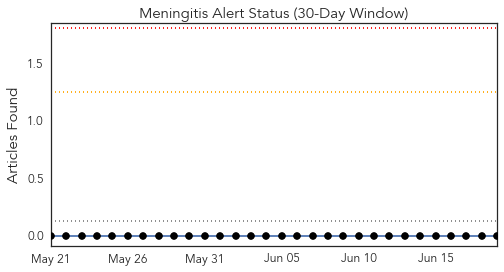 Meningitis Alert Status (30-Day Window)
Articles Found
1.5
1.0
0.5
0.0
May 21 May 26 May 31 Jun 05 Jun 10 Jun 15